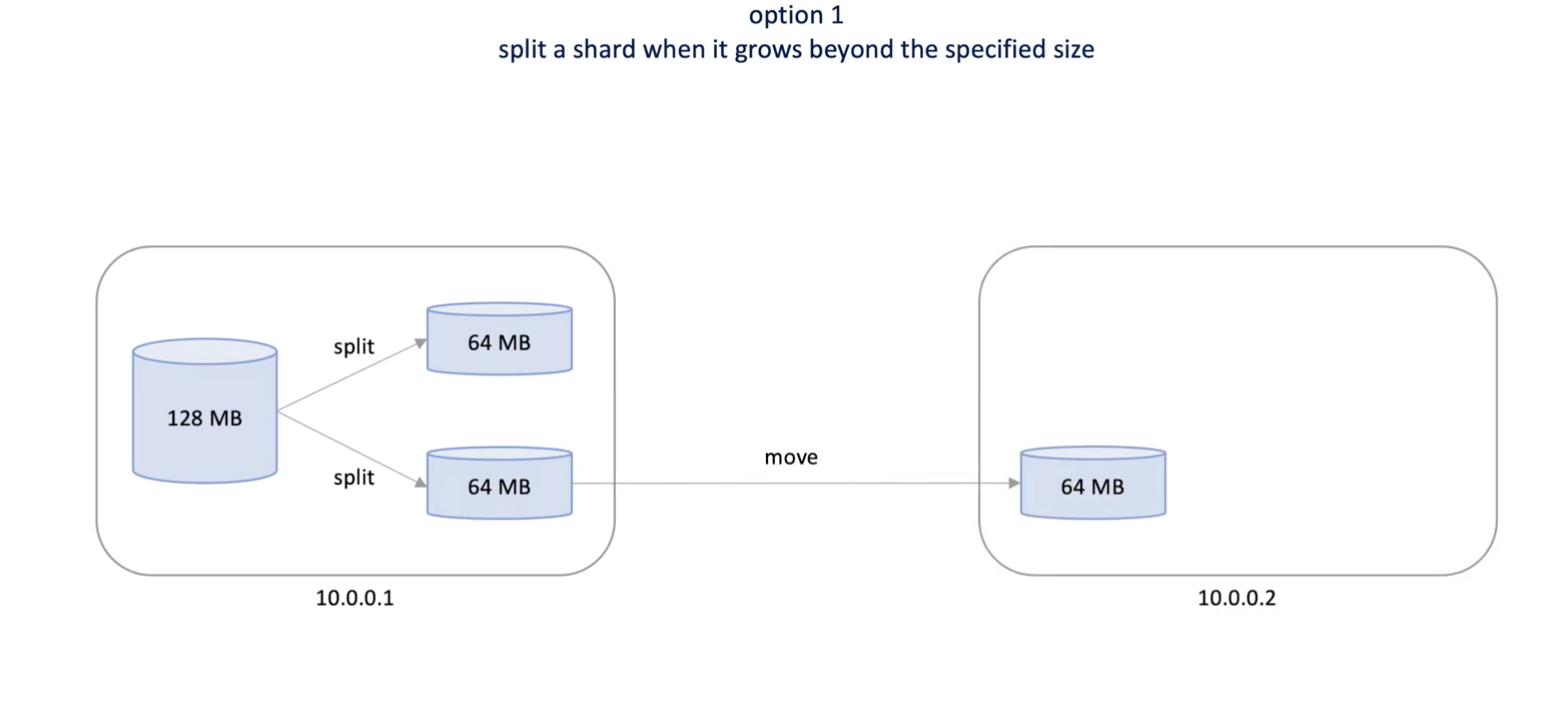 option 1
split a shard when it grows beyond the specified size
split
64 MB
128 MB
split
64 MB
move
64 MB
10.0.0.1
10.0.0.2